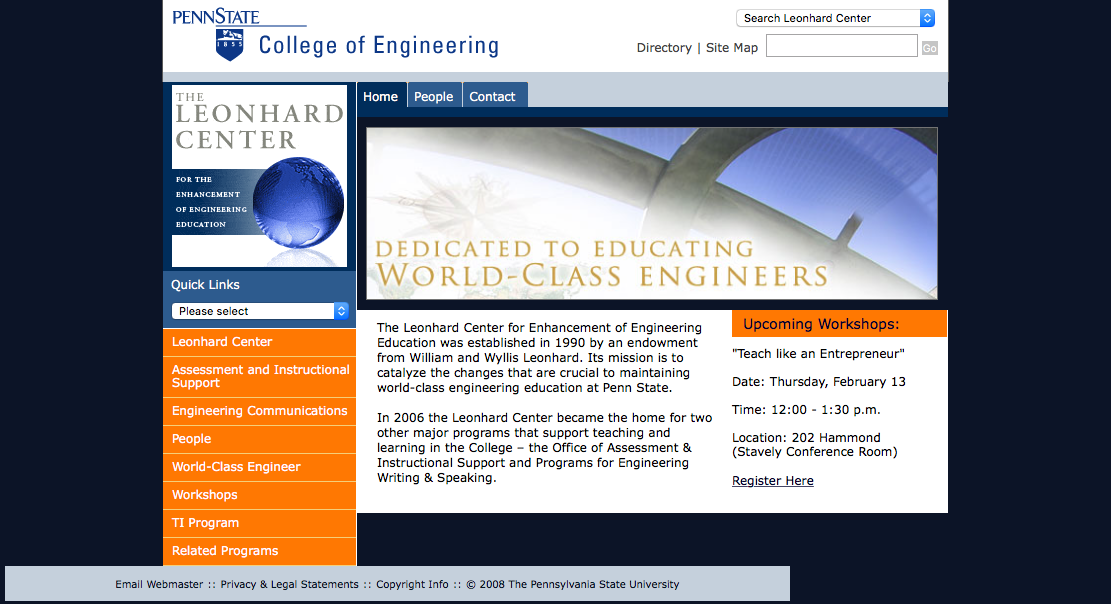 PENNSTATE
1855
College of Engineering
Search Leonhard Center
Directory | Site Map
Go
THE
LEONHARD
CENTER
FOR THE
ENHANCEMENT
OF ENGINEERING
EDUCATION
Home
People
Contact
DEDICATED TO EDUCATING
WORLD-CLASS ENGINEERS
Quick Links
Please select
Leonhard Center
Assessment and Instructional
Support
Engineering Communications
People
World-Class Engineer
Workshops
TI Program
Related Programs
The Leonhard Center for Enhancement of Engineering
Education was established in 1990 by an endowment
from William and Wyllis Leonhard. Its mission is to
catalyze the changes that are crucial to maintaining
world-class engineering education at Penn State.
In 2006 the Leonhard Center became the home for two
other major programs that support teaching and
learning in the College – the Office of Assessment &
Instructional Support and Programs for Engineering
Writing & Speaking.
Upcoming Workshops:
"Teach like an Entrepreneur"
Date: Thursday, February 13
Time: 12:00 - 1:30 p.m.
Location: 202 Hammond
(Stavely Conference Room)
Register Here
Email Webmaster :: Privacy & Legal Statements :: Copyright Info :: © 2008 The Pennsylvania State University